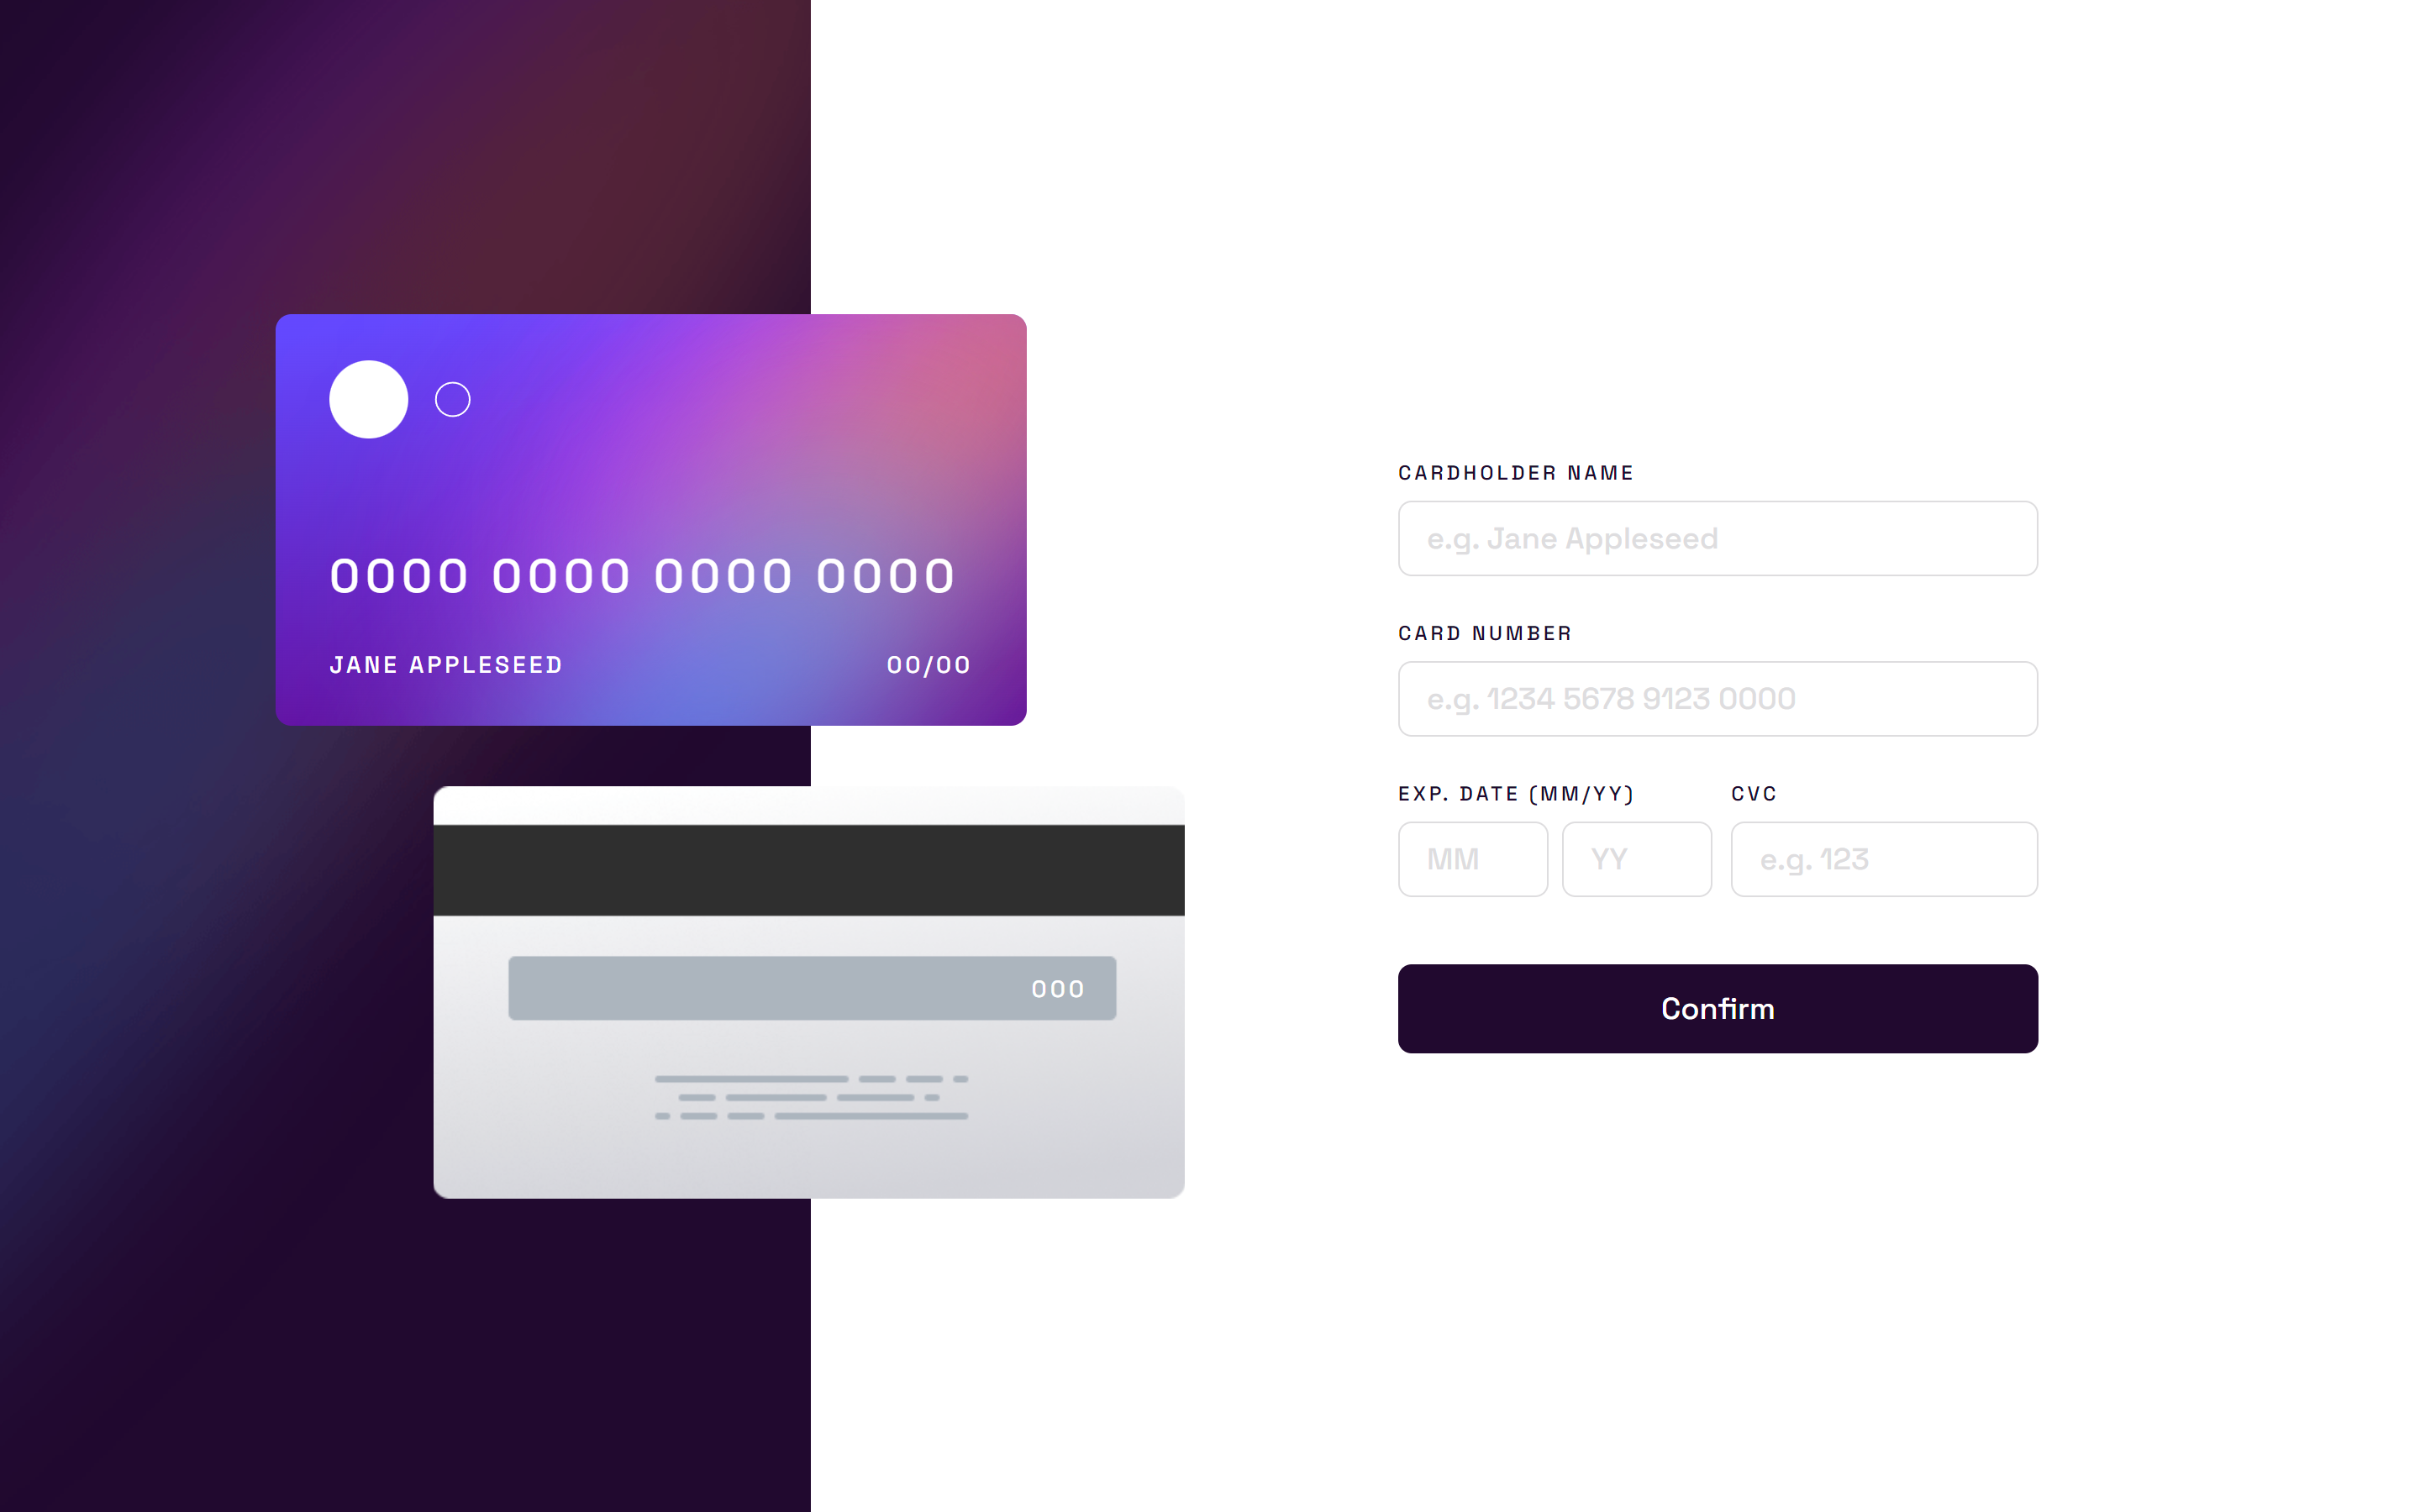 0000 0000 0000 0000
JANE APPLESEED 00/00
000
CARDHOLDER NAME
e.g. Jane Appleseed
CARD NUMBER
e.g. 1234 5678 9123 0000
EXP. DATE (MM/YY) CVC
MM YY e.g. 123
Confirm